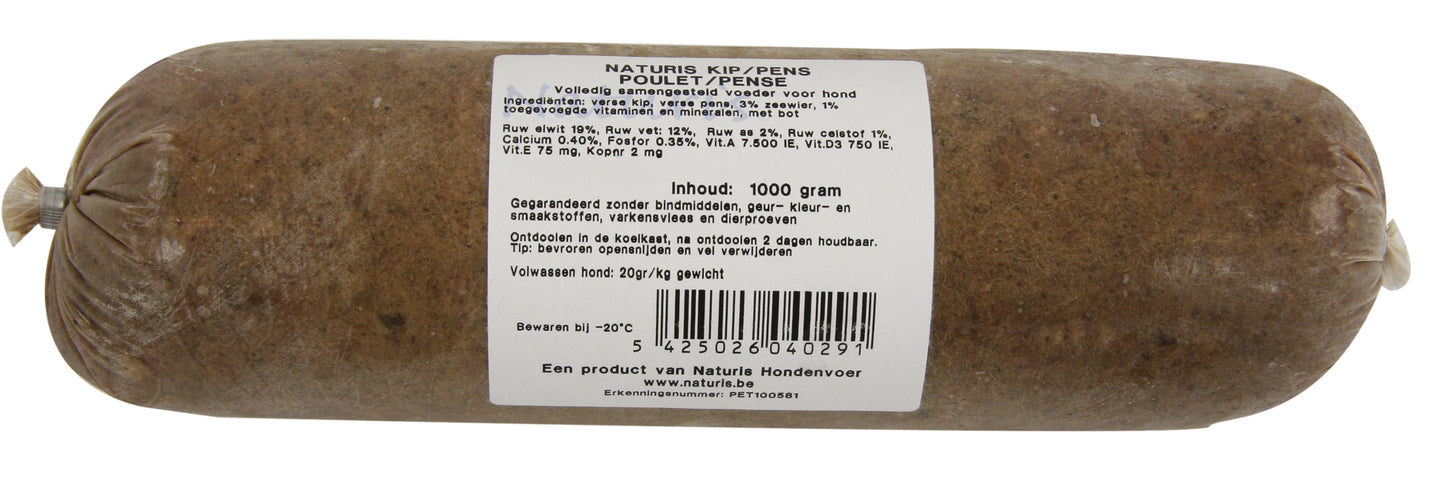 NATURIS KIP/PENS
POULET/PENSE
Volledig samengesteld voeder voor hond
Ingrediënten: verse kip, verse pens, 3% zeewier, 1%
toegevoegde vitaminen en mineralen, met bot
Ruw eiwit 19%, Ruw vet: 12%, Ruw as 2%, Ruw celstof 1%,
Calcium 0.40%, Fosfor 0.35%, Vit.A 7.500 IE, Vit.D3 750 IE,
Vit.E 75 mg, Kopnr 2 mg
Inhoud: 1000 gram
Gegarandeerd zonder bindmiddelen, geur- kleur- en
smaakstoffen, varkensvlees en dierproeven
Ontdooien in de koelkast, na ontdooien 2 dagen houdbaar.
Tip: bevroren opensnijden en vel verwijderen
Volwassen hond: 20gr/kg gewicht
Bewaren bij -20°C
5 425026 040291
Een product van Naturis Hondenvoer
www.naturis.be
Erkenningsnummer: PET100581